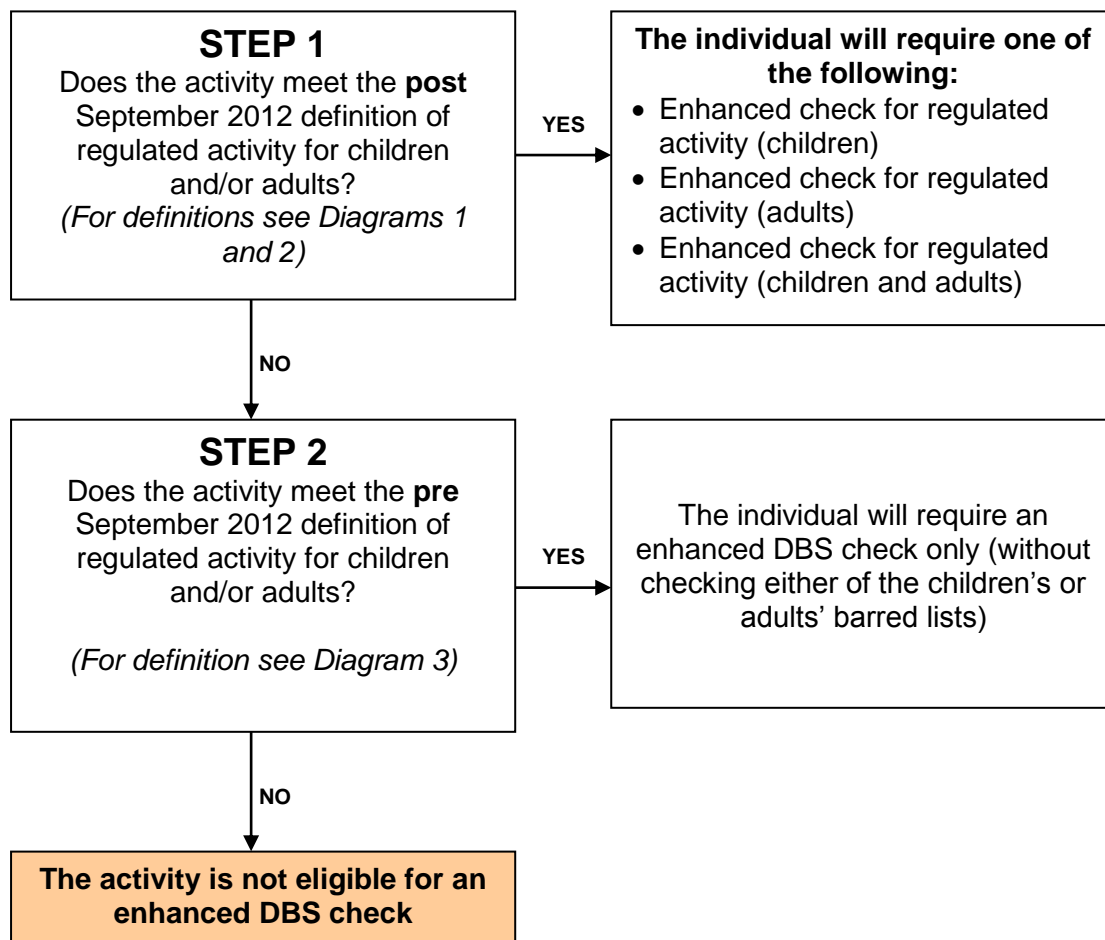 STEP 1
Does the activity meet the post
September 2012 definition of
regulated activity for children
and/or adults?
(For definitions see Diagrams 1
and 2)
YES
The individual will require one of
the following:
• Enhanced check for regulated
activity (children)
• Enhanced check for regulated
activity (adults)
• Enhanced check for regulated
activity (children and adults)
NO
STEP 2
Does the activity meet the pre
September 2012 definition of
regulated activity for children
and/or adults?
(For definition see Diagram 3)
YES
The individual will require an
enhanced DBS check only (without
checking either of the children’s or
adults’ barred lists)
NO
The activity is not eligible for an
enhanced DBS check